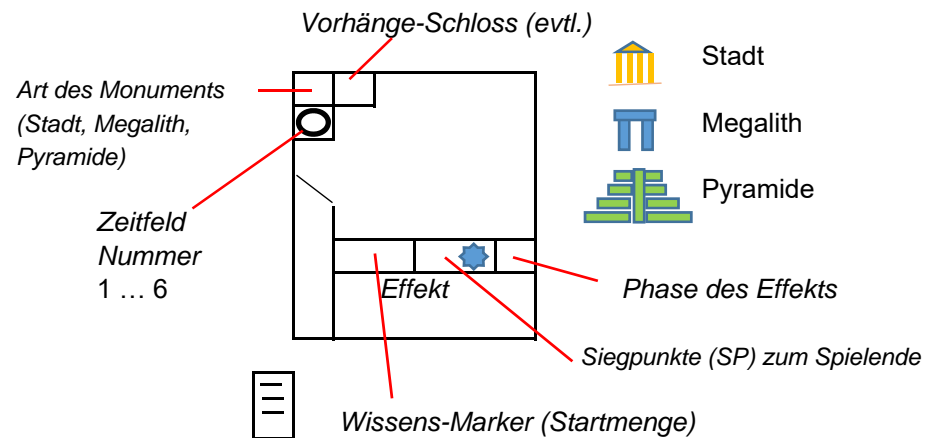 Vorhänge-Schloss (evtl.)
Art des Monuments
(Stadt, Megalith,
Pyramide)
Zeitfeld
Nummer
1 … 6
Effekt
Phase des Effekts
Siegpunkte (SP) zum Spielende
Wissens-Marker (Startmenge)
Stadt
Megalith
Pyramide